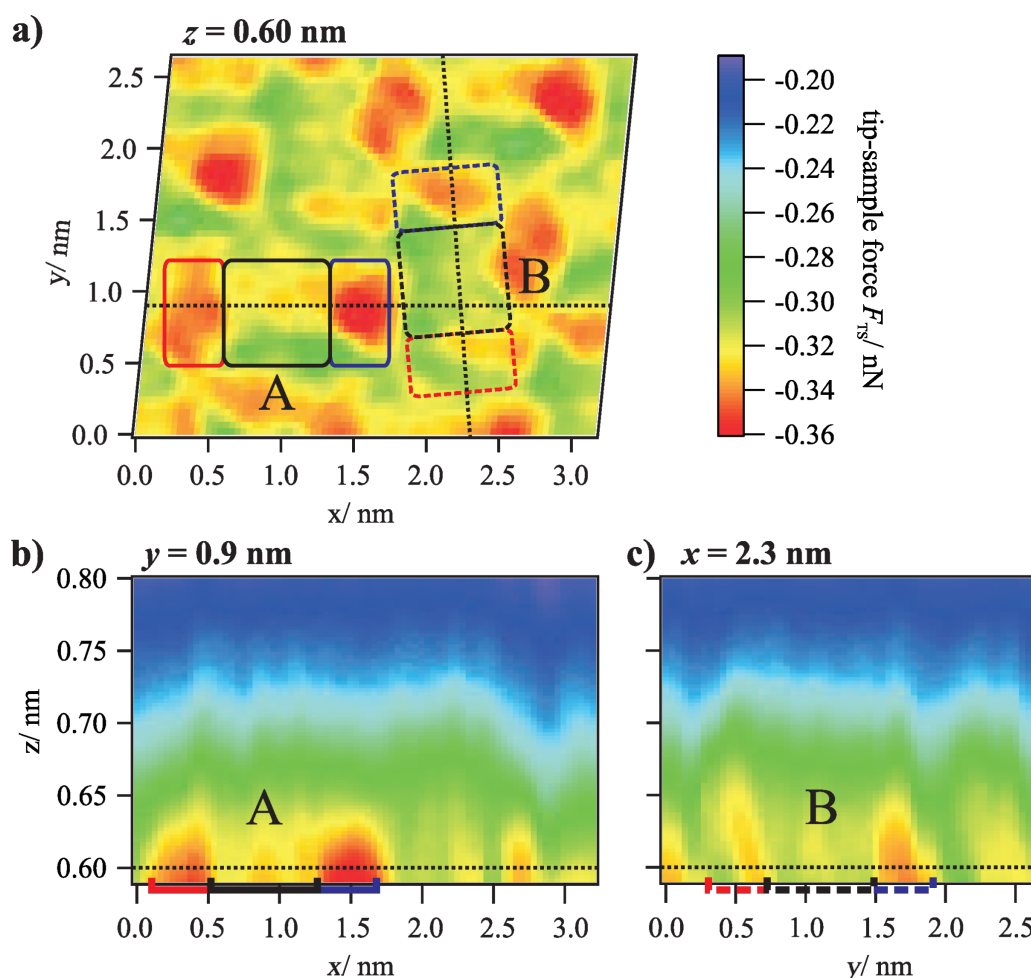 a)
z = 0.60 nm
2.5
2.0
1.5
1.0
0.5
0.0
y/ nm
A
B
0.0 0.5 1.0 1.5 2.0 2.5 3.0
x/ nm
-0.20
-0.22
-0.24
-0.26
-0.28
-0.30
-0.32
-0.34
-0.36
tip-sample force F_TS/ nN
b)
y = 0.9 nm
0.80
0.75
0.70
0.65
0.60
z/ nm
A
0.0 0.5 1.0 1.5 2.0 2.5 3.0
x/ nm
c)
x = 2.3 nm
B
0.0 0.5 1.0 1.5 2.0 2.5
y/ nm